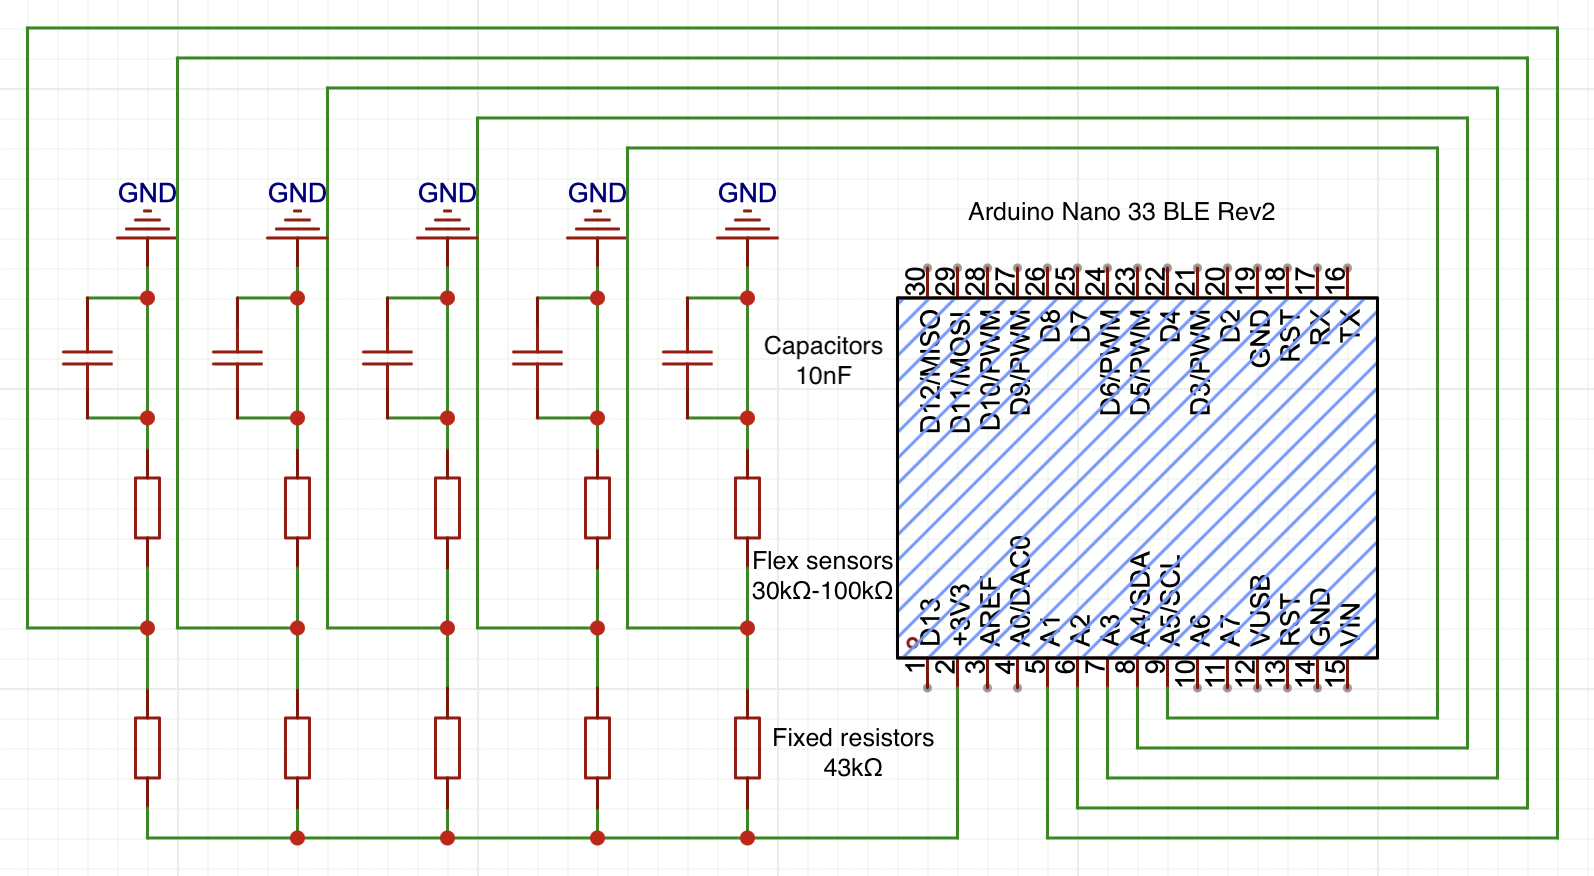 GND GND GND GND GND
Arduino Nano 33 BLE Rev2
30 29 28 27 26 25 24 23 22 21 20 19 18 17 16
D12/MISO D11/MOSI D10/PWM D9/PWM D8 D7 D6/PWM D5/PWM D4 D3/PWM D2 GND RST RX TX
Capacitors
10nF
Flex sensors
30kΩ-100kΩ
D13 +3V3 AREF A0/DAC0 A1 A2 A3 A4/SDA A5/SCL A6 A7 VUSB RST GND VIN
1 2 3 4 5 6 7 8 9 10 11 12 13 14 15
Fixed resistors
43kΩ